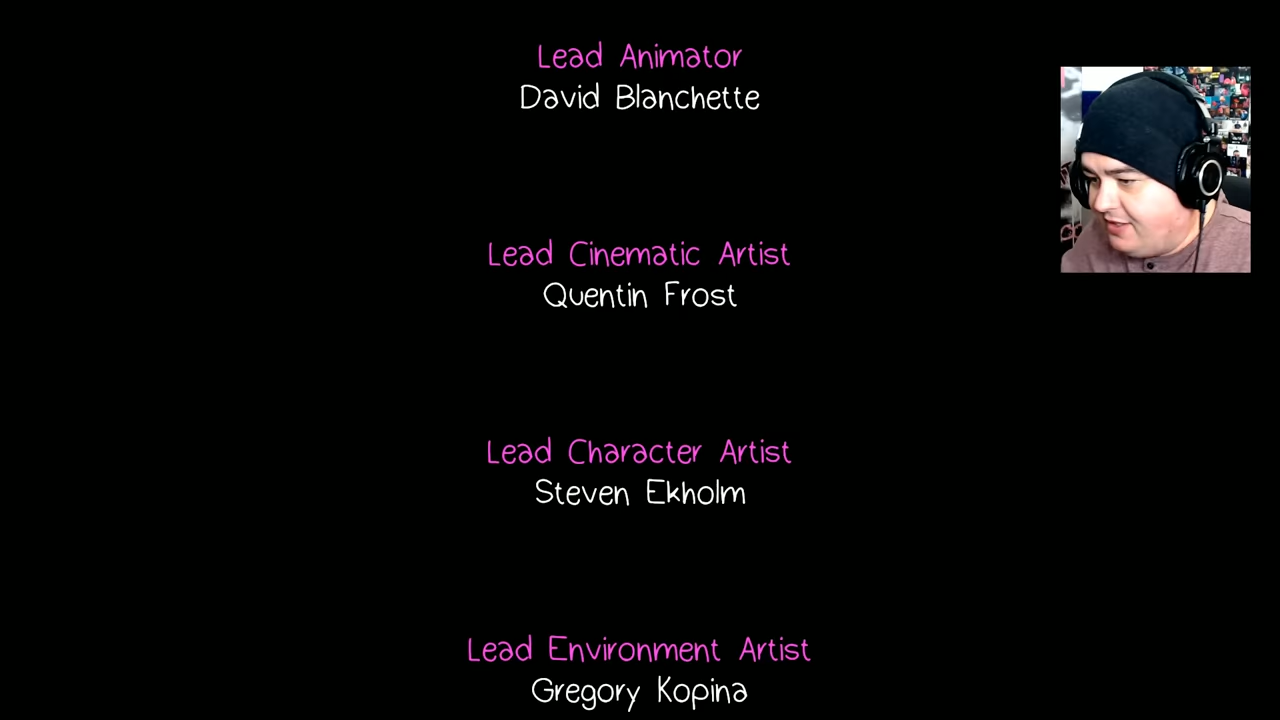 Lead Animator
David Blanchette
Lead Cinematic Artist
Quentin Frost
Lead Character Artist
Steven Ekholm
Lead Environment Artist
Gregory Kopina